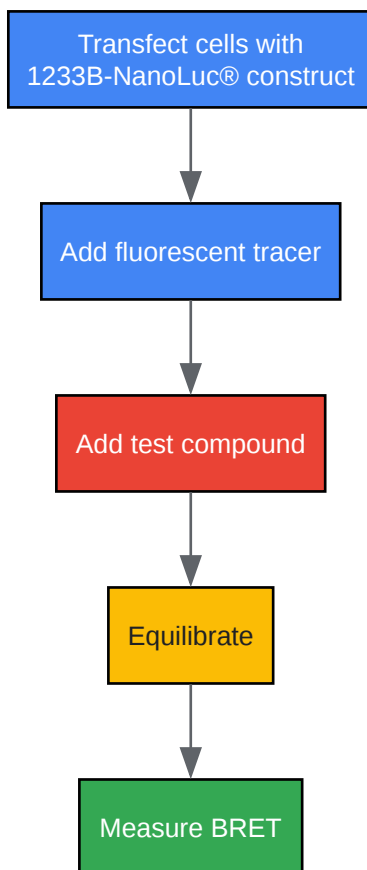 Transfect cells with
1233B-NanoLuc® construct
Add fluorescent tracer
Add test compound
Equilibrate
Measure BRET